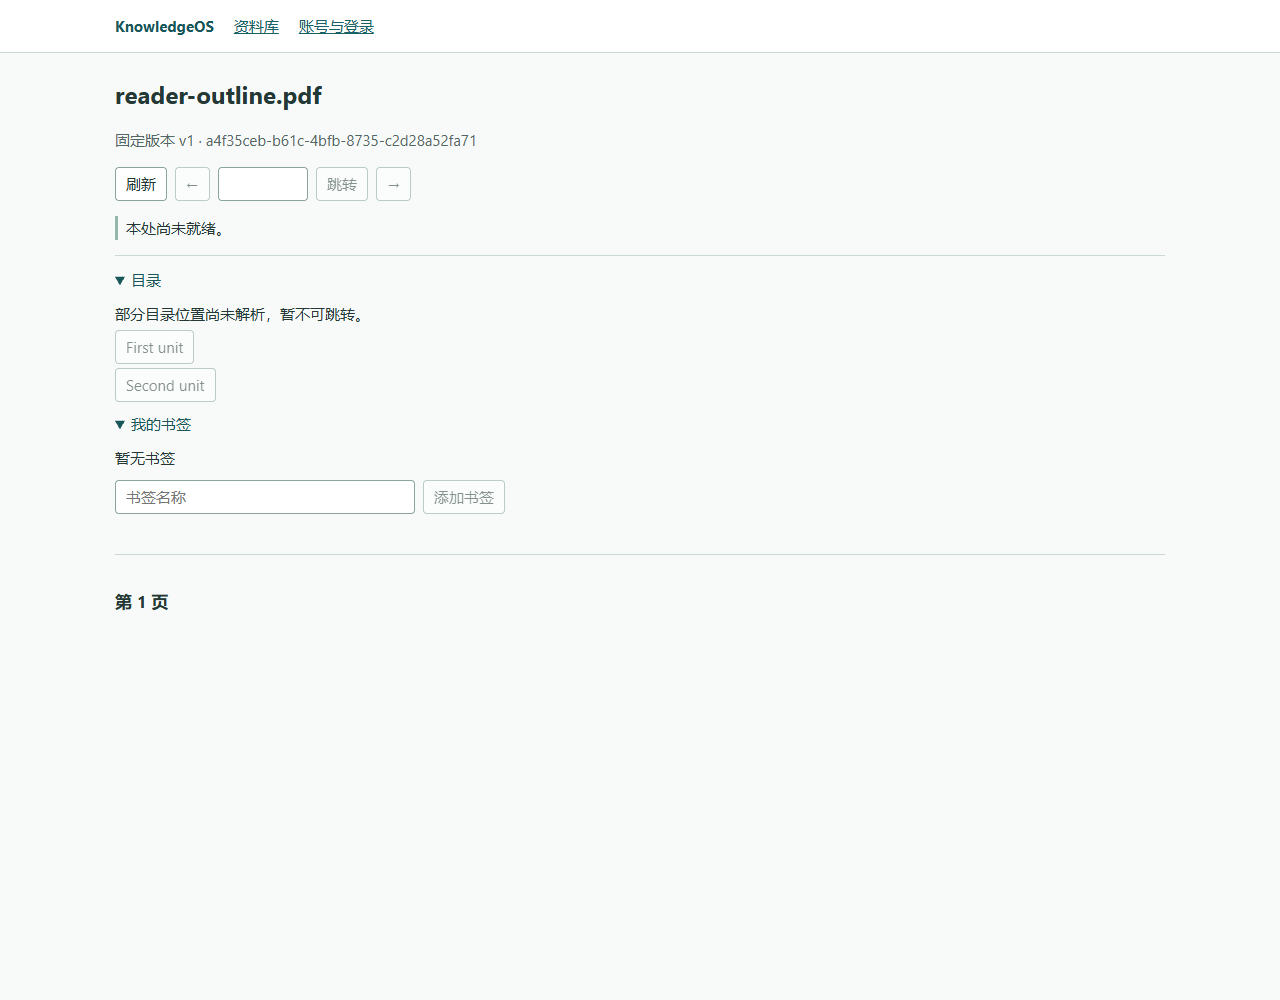 KnowledgeOS 资料库 账号与登录
reader-outline.pdf
固定版本 v1 · a4f35ceb-b61c-4bfb-8735-c2d28a52fa71
刷新 ← 跳转 →
本处尚未就绪。
▼ 目录
部分目录位置尚未解析，暂不可跳转。
First unit
Second unit
▼ 我的书签
暂无书签
书签名称 添加书签
第 1 页